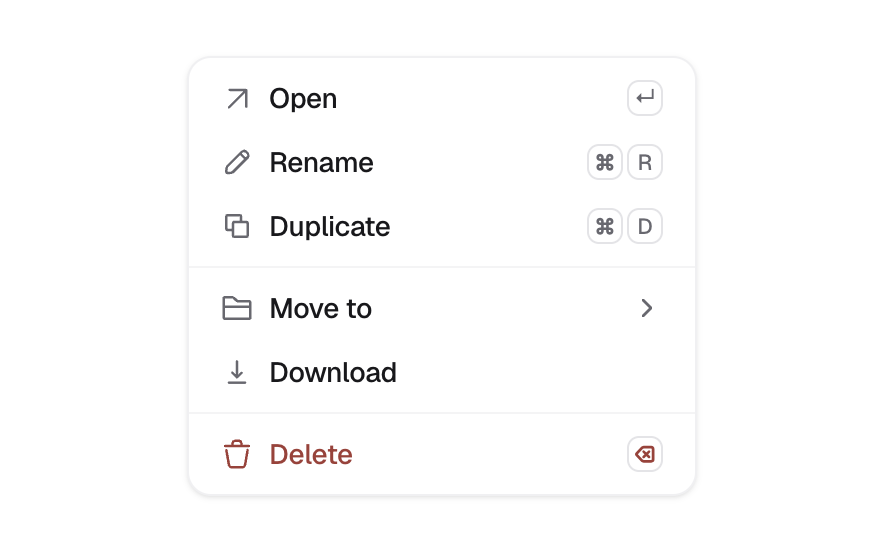 Open ↵
Rename ⌘ R
Duplicate ⌘ D
Move to
Download
Delete ⌫